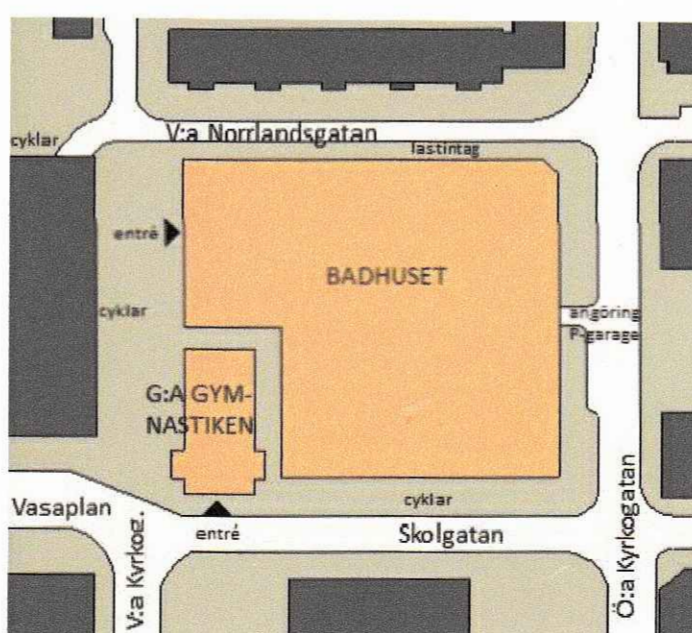 V:a Norrlandsgatan
cyklar
lastintag
entré
BADHUSET
cyklar
angöring
P-garage
G:A GYM-
NASTIKEN
Vasaplan
V:a Kyrkog.
entré
cyklar
Skolgatan
Ö:a Kyrkogatan